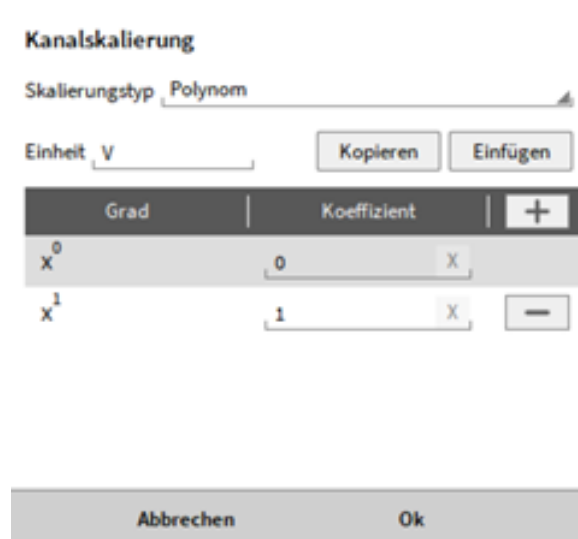 Kanalskalierung
Skalierungstyp Polynom
Einheit V Kopieren Einfügen
Grad Koeffizient +
x⁰ 0 X
x¹ 1 X −
Abbrechen Ok